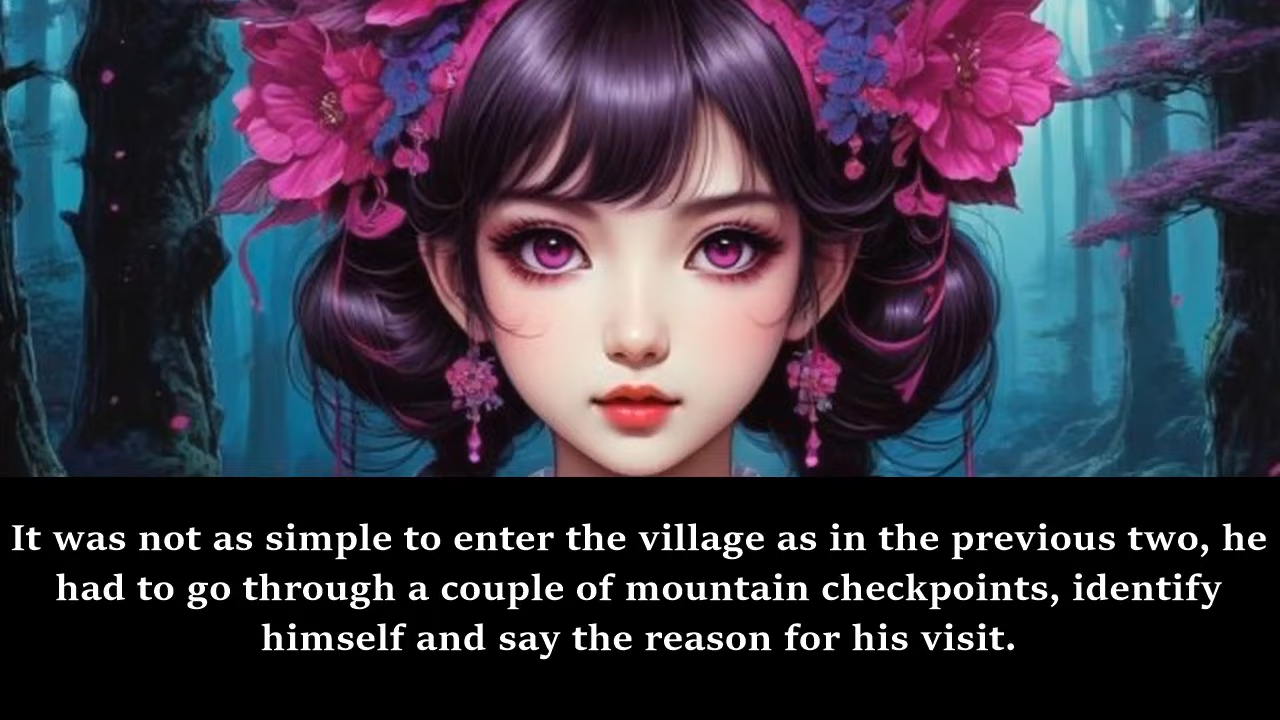 It was not as simple to enter the village as in the previous two, he
had to go through a couple of mountain checkpoints, identify
himself and say the reason for his visit.